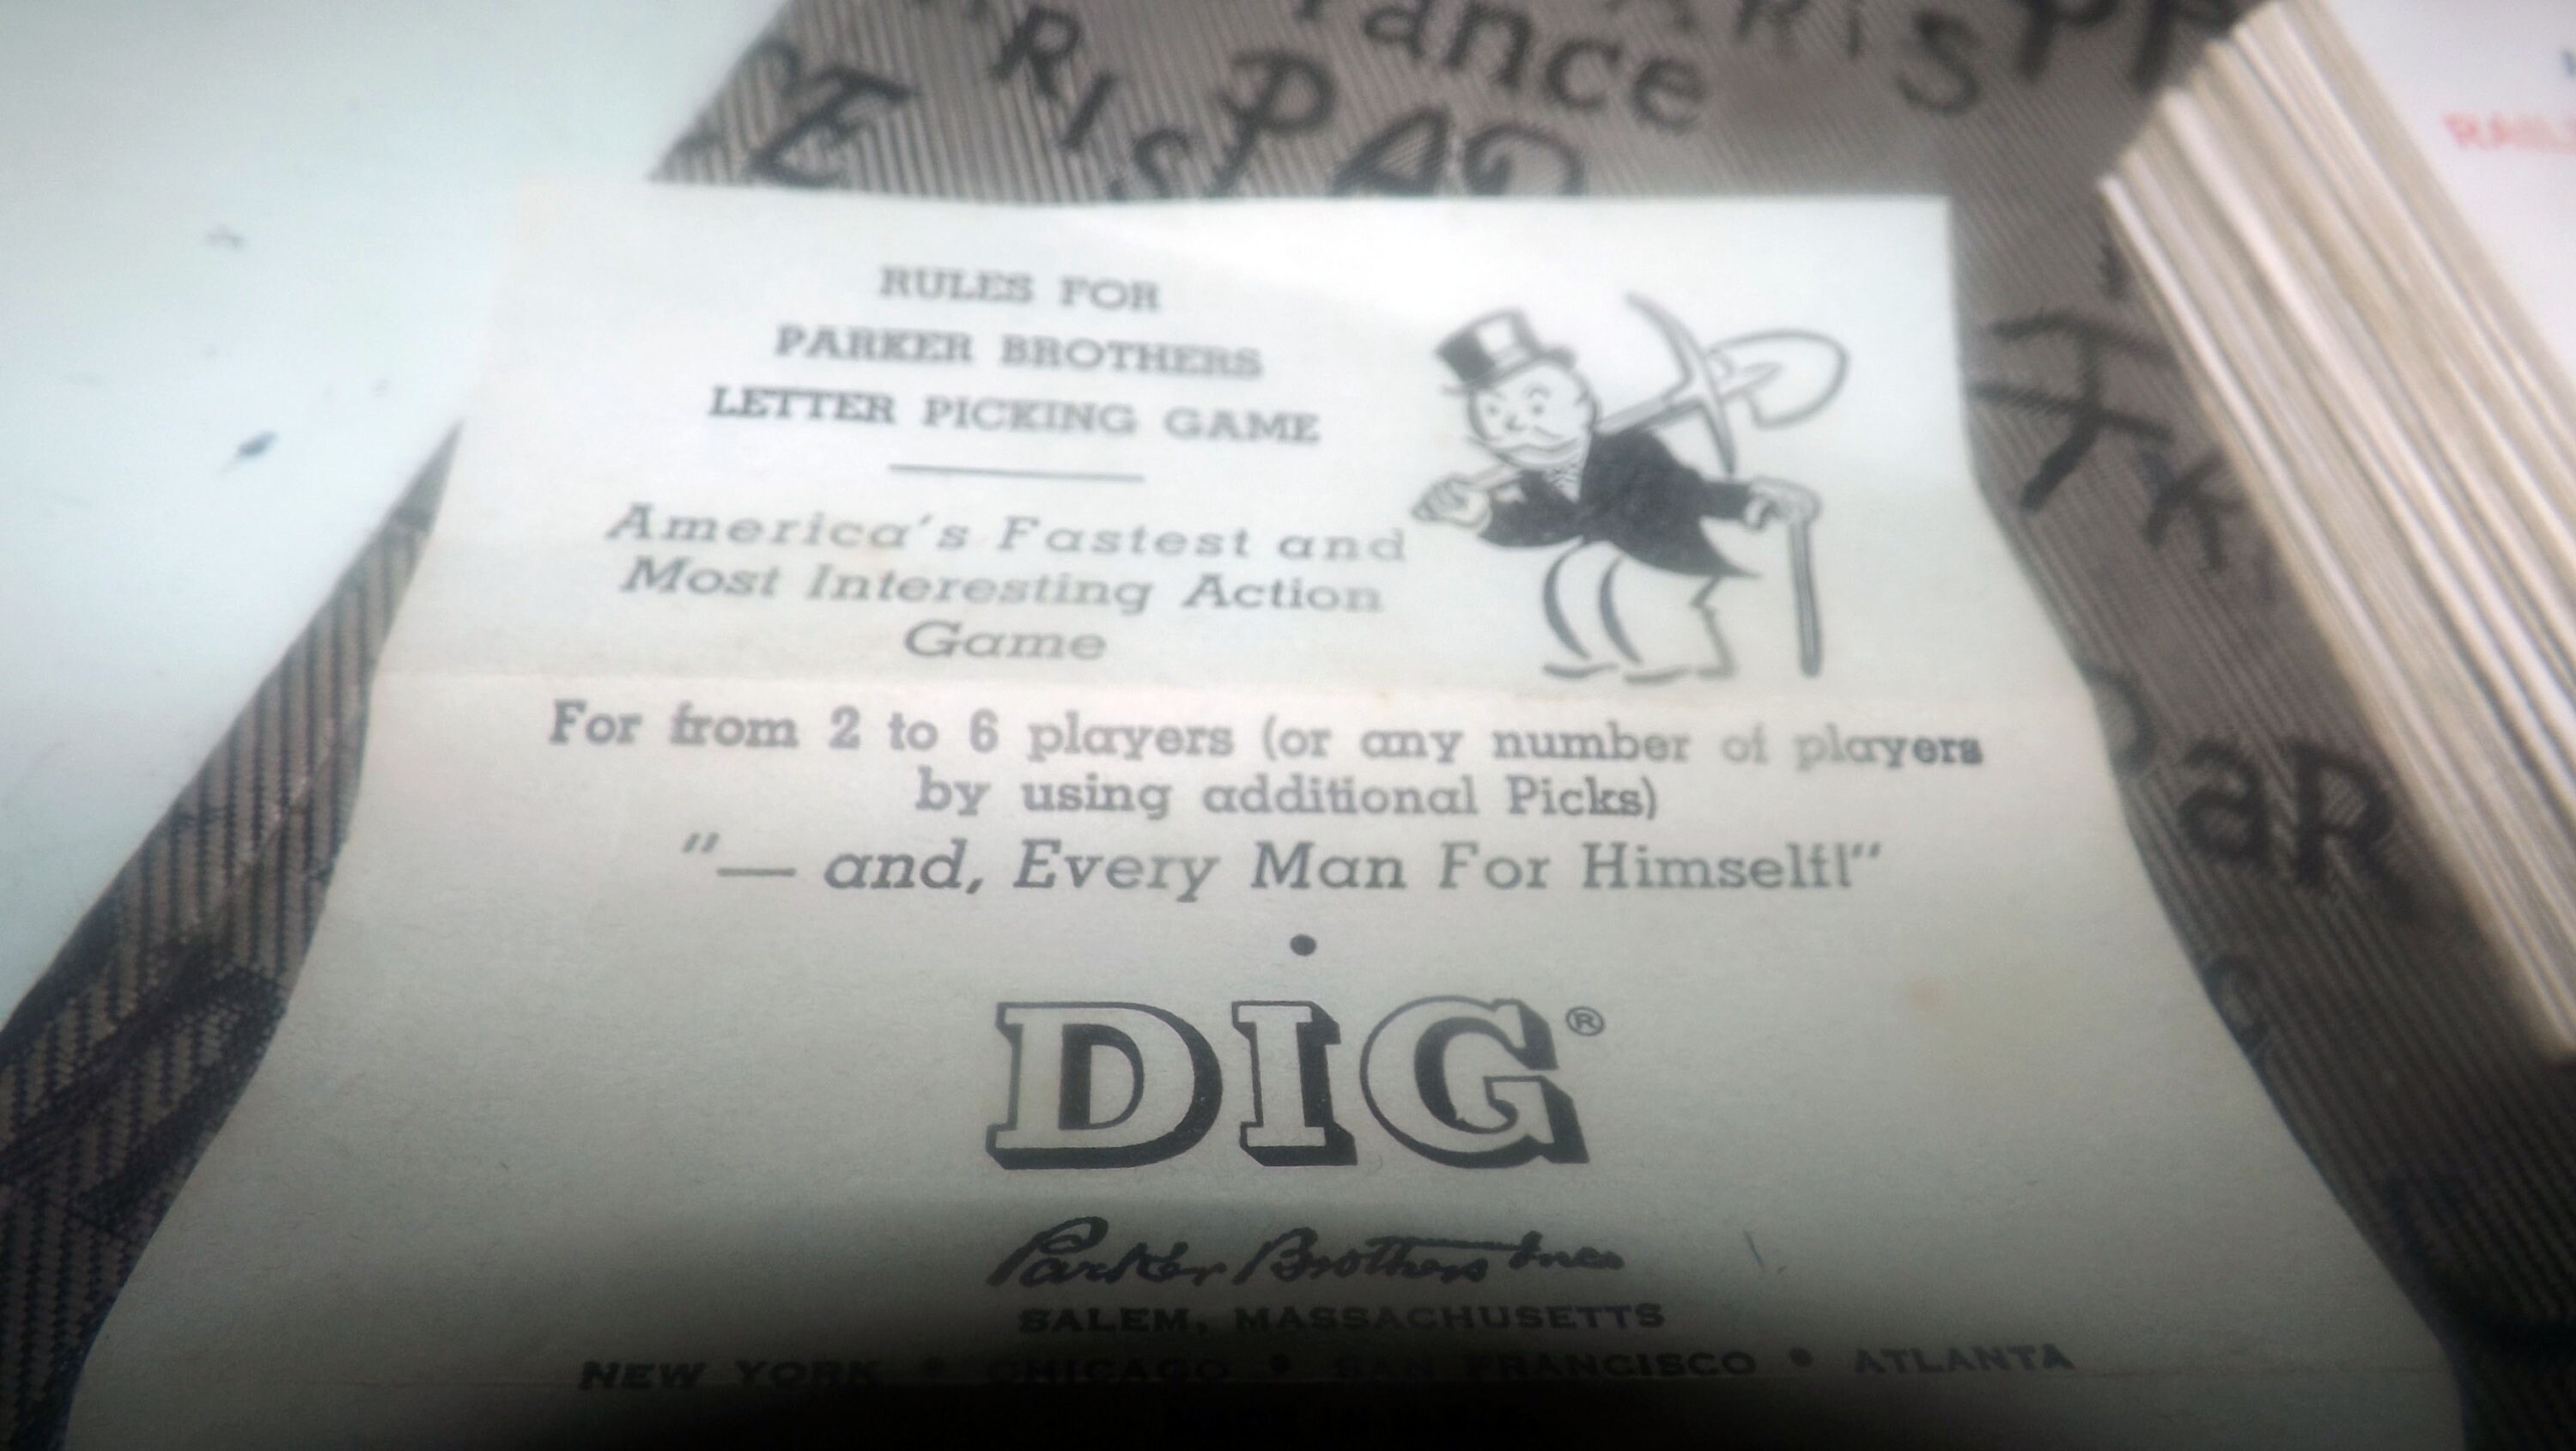 RULES FOR
PARKER BROTHERS
LETTER PICKING GAME
America's Fastest and
Most Interesting Action
Game
For from 2 to 6 players (or any number of players
by using additional Picks)
"— and, Every Man For Himself!"
DIG®
Parker Brothers Inc.
SALEM, MASSACHUSETTS
NEW YORK • CHICAGO • SAN FRANCISCO • ATLANTA